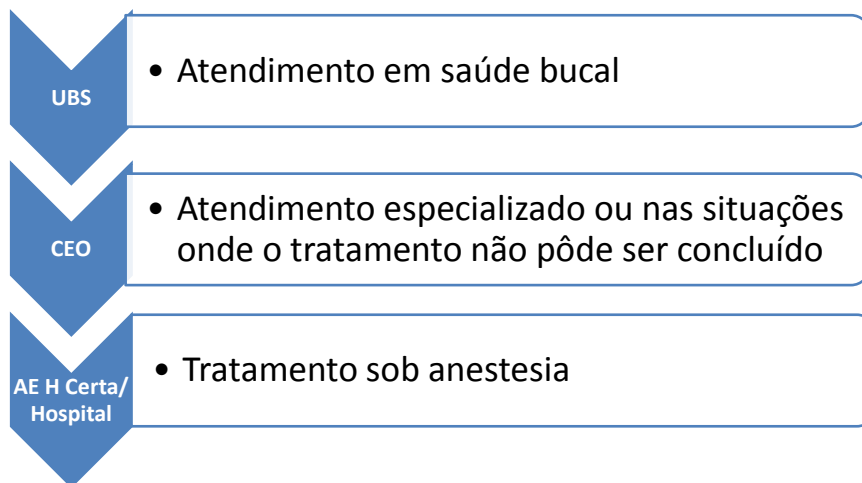 UBS
• Atendimento em saúde bucal
CEO
• Atendimento especializado ou nas situações
onde o tratamento não pôde ser concluído
AE H Certa/
Hospital
• Tratamento sob anestesia